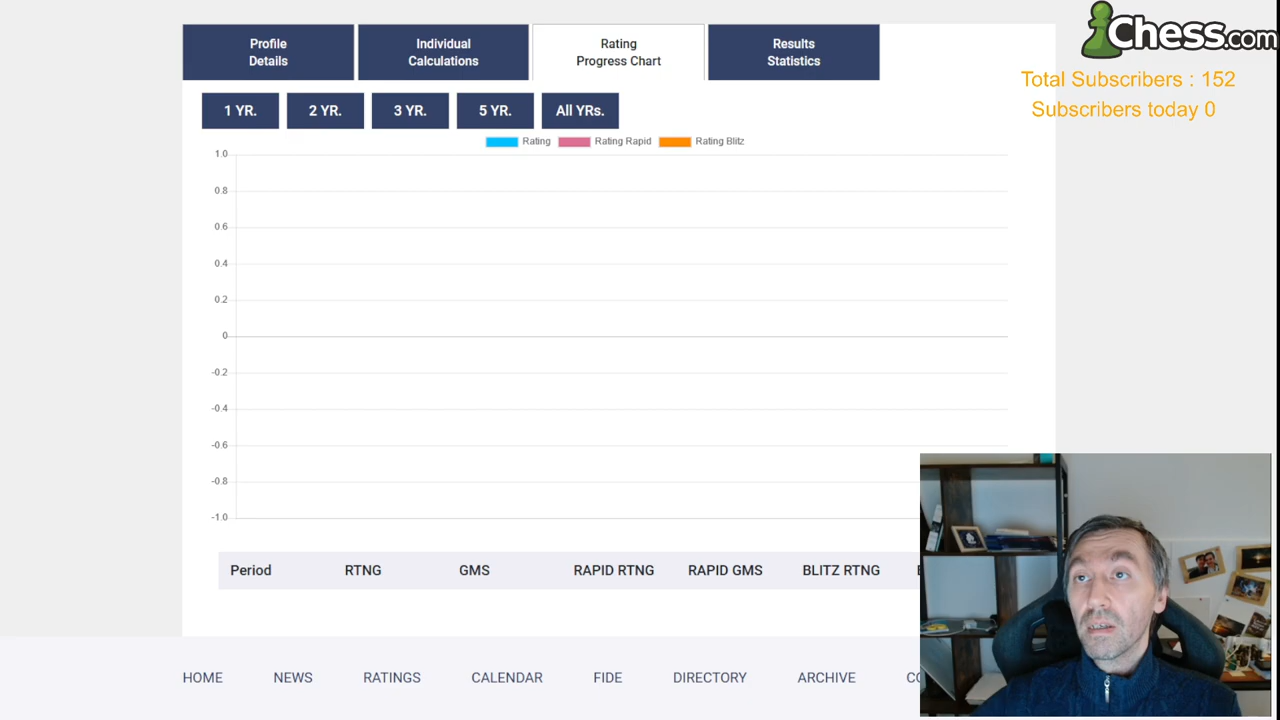 Chess.com
Total Subscribers : 152
Subscribers today 0
Profile
Details
Individual
Calculations
Rating
Progress Chart
Results
Statistics
1 YR.
2 YR.
3 YR.
5 YR.
All YRs.
Rating
Rating Rapid
Rating Blitz
1.0
0.8
0.6
0.4
0.2
0
-0.2
-0.4
-0.6
-0.8
-1.0
Period RTNG GMS RAPID RTNG RAPID GMS BLITZ RTNG
HOME NEWS RATINGS CALENDAR FIDE DIRECTORY ARCHIVE